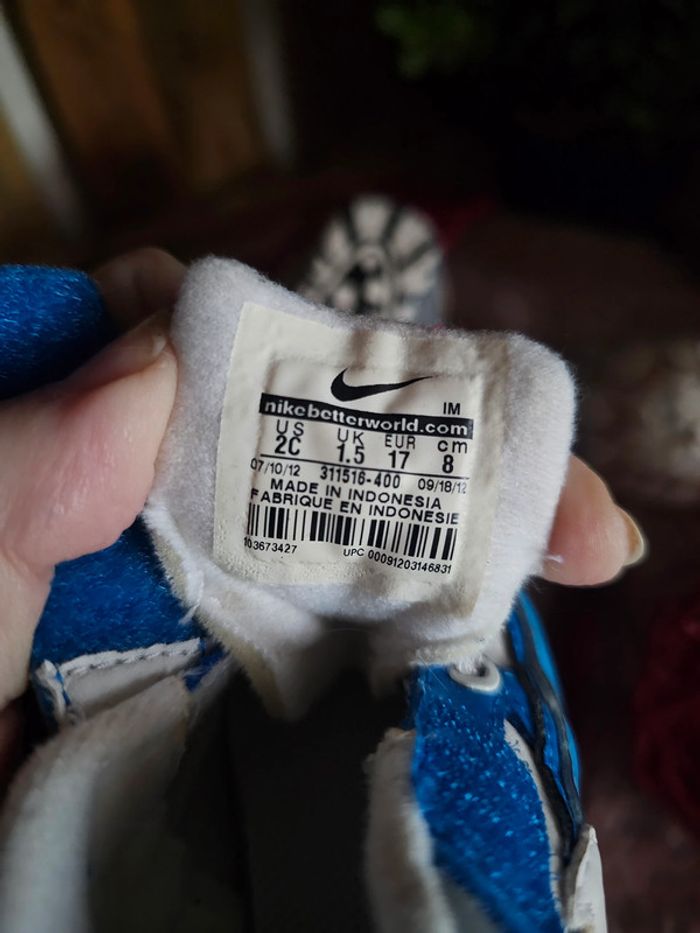 IM
nikebetterworld.com
US UK EUR cm
2C 1.5 17 8
07/10/12 311516-400 09/18/12
MADE IN INDONESIA
FABRIQUE EN INDONESIE
103673427 UPC 00091203146831